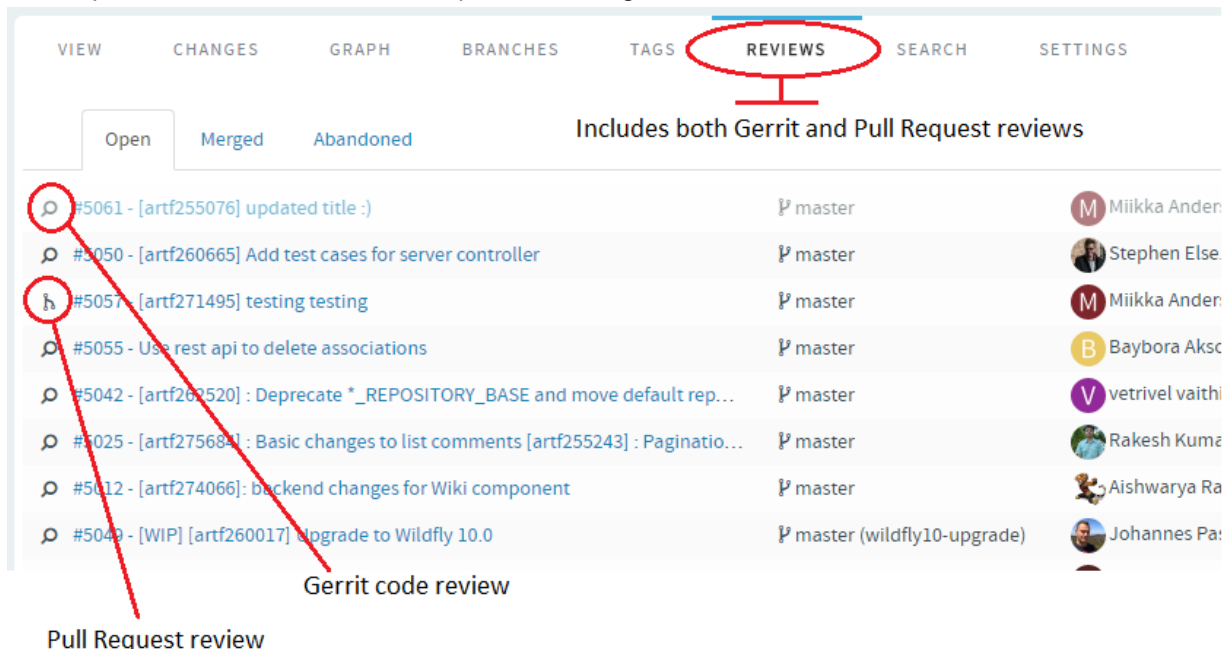 VIEW CHANGES GRAPH BRANCHES TAGS REVIEWS SEARCH SETTINGS
Includes both Gerrit and Pull Request reviews
Open Merged Abandoned
#5061 - [artf255076] updated title :) master M Miikka Anders
#5050 - [artf260665] Add test cases for server controller master Stephen Else
#5057 - [artf271495] testing testing master M Miikka Anders
#5055 - Use rest api to delete associations master B Baybora Akso
#5042 - [artf262520] : Deprecate *_REPOSITORY_BASE and move default rep... master V vetrivel vaithi
#5025 - [artf275684] : Basic changes to list comments [artf255243] : Paginatio... master Rakesh Kuma
#5012 - [artf274066]: backend changes for Wiki component master Aishwarya Ra
#5049 - [WIP] [artf260017] Upgrade to Wildfly 10.0 master (wildfly10-upgrade) Johannes Pas
Gerrit code review
Pull Request review